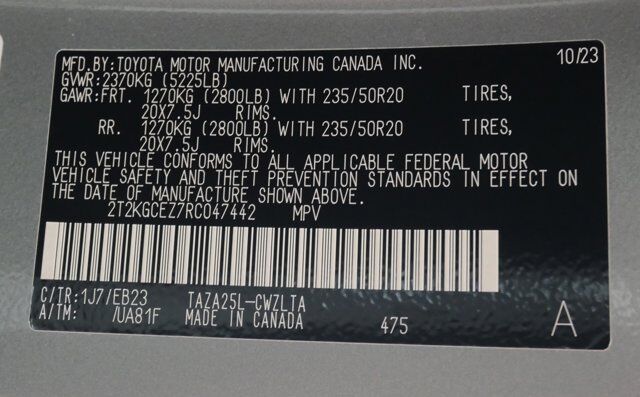 MFD.BY:TOYOTA MOTOR MANUFACTURING CANADA INC. 10/23
GVWR:2370KG (5225LB)
GAWR:FRT. 1270KG (2800LB) WITH 235/50R20 TIRES,
20X7.5J RIMS.
RR. 1270KG (2800LB) WITH 235/50R20 TIRES,
20X7.5J RIMS.
THIS VEHICLE CONFORMS TO ALL APPLICABLE FEDERAL MOTOR
VEHICLE SAFETY AND THEFT PREVENTION STANDARDS IN EFFECT ON
THE DATE OF MANUFACTURE SHOWN ABOVE.
2T2KGCEZ7RC047442 MPV
C/TR:1J7/EB23 TAZA25L-CWZLTA
A/TM: /UA81F MADE IN CANADA 475 A